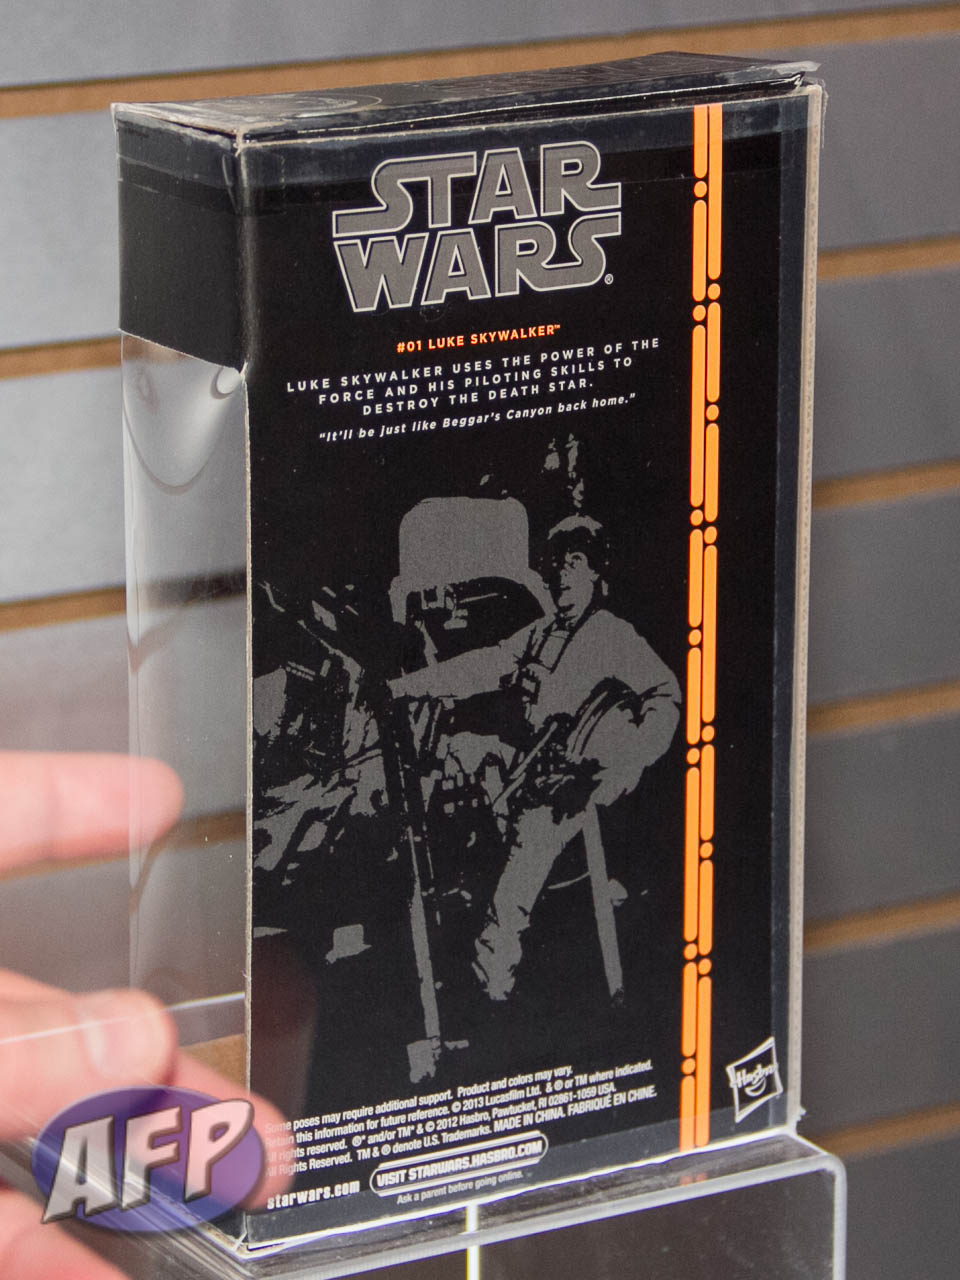 STAR
WARS®
#01 LUKE SKYWALKER™
LUKE SKYWALKER USES THE POWER OF THE
FORCE AND HIS PILOTING SKILLS TO
DESTROY THE DEATH STAR.
"It'll be just like Beggar's Canyon back home."
Some poses may require additional support. Product and colors may vary.
Retain this information for future reference. © 2013 Lucasfilm Ltd. & ® or TM where indicated.
All rights reserved. ®* and/or TM* & © 2012 Hasbro, Pawtucket, RI 02861-1059 USA.
All Rights Reserved. TM & ® denote U.S. Trademarks. MADE IN CHINA. FABRIQUÉ EN CHINE.
starwars.com
VISIT STARWARS.HASBRO.COM
Ask a parent before going online.
Hasbro
AFP